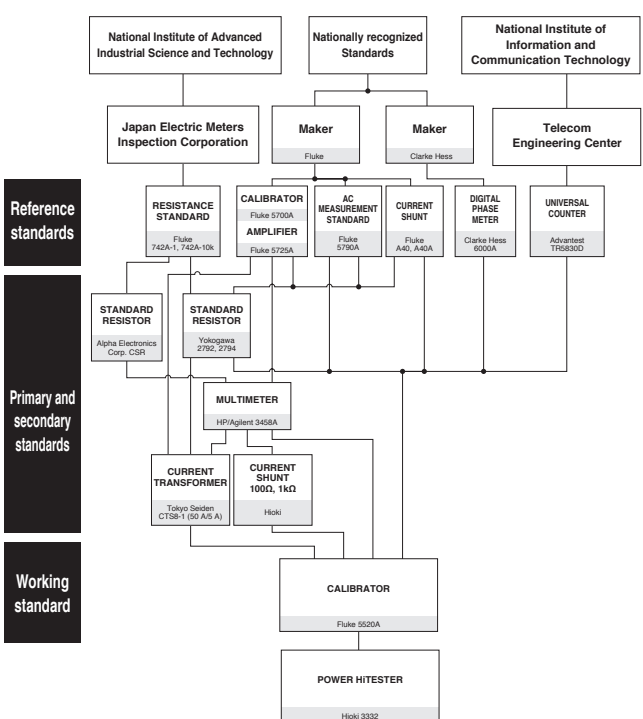 National Institute of Advanced
Industrial Science and Technology
Nationally recognized
Standards
National Institute of
Information and
Communication Technology
Japan Electric Meters
Inspection Corporation
Maker
Fluke
Maker
Clarke Hess
Telecom
Engineering Center
Reference
standards
RESISTANCE
STANDARD
Fluke
742A-1, 742A-10k
CALIBRATOR
Fluke 5700A
AMPLIFIER
Fluke 5725A
AC
MEASUREMENT
STANDARD
Fluke
5790A
CURRENT
SHUNT
Fluke
A40, A40A
DIGITAL
PHASE
METER
Clarke Hess
6000A
UNIVERSAL
COUNTER
Advantest
TR5830D
Primary and
secondary
standards
STANDARD
RESISTOR
Alpha Electronics
Corp. CSR
STANDARD
RESISTOR
Yokogawa
2792, 2794
MULTIMETER
HP/Agilent 3458A
CURRENT
TRANSFORMER
Tokyo Seiden
CTS8-1 (50 A/5 A)
CURRENT
SHUNT
100Ω, 1kΩ
Hioki
Working
standard
CALIBRATOR
Fluke 5520A
POWER HiTESTER
Hioki 3332